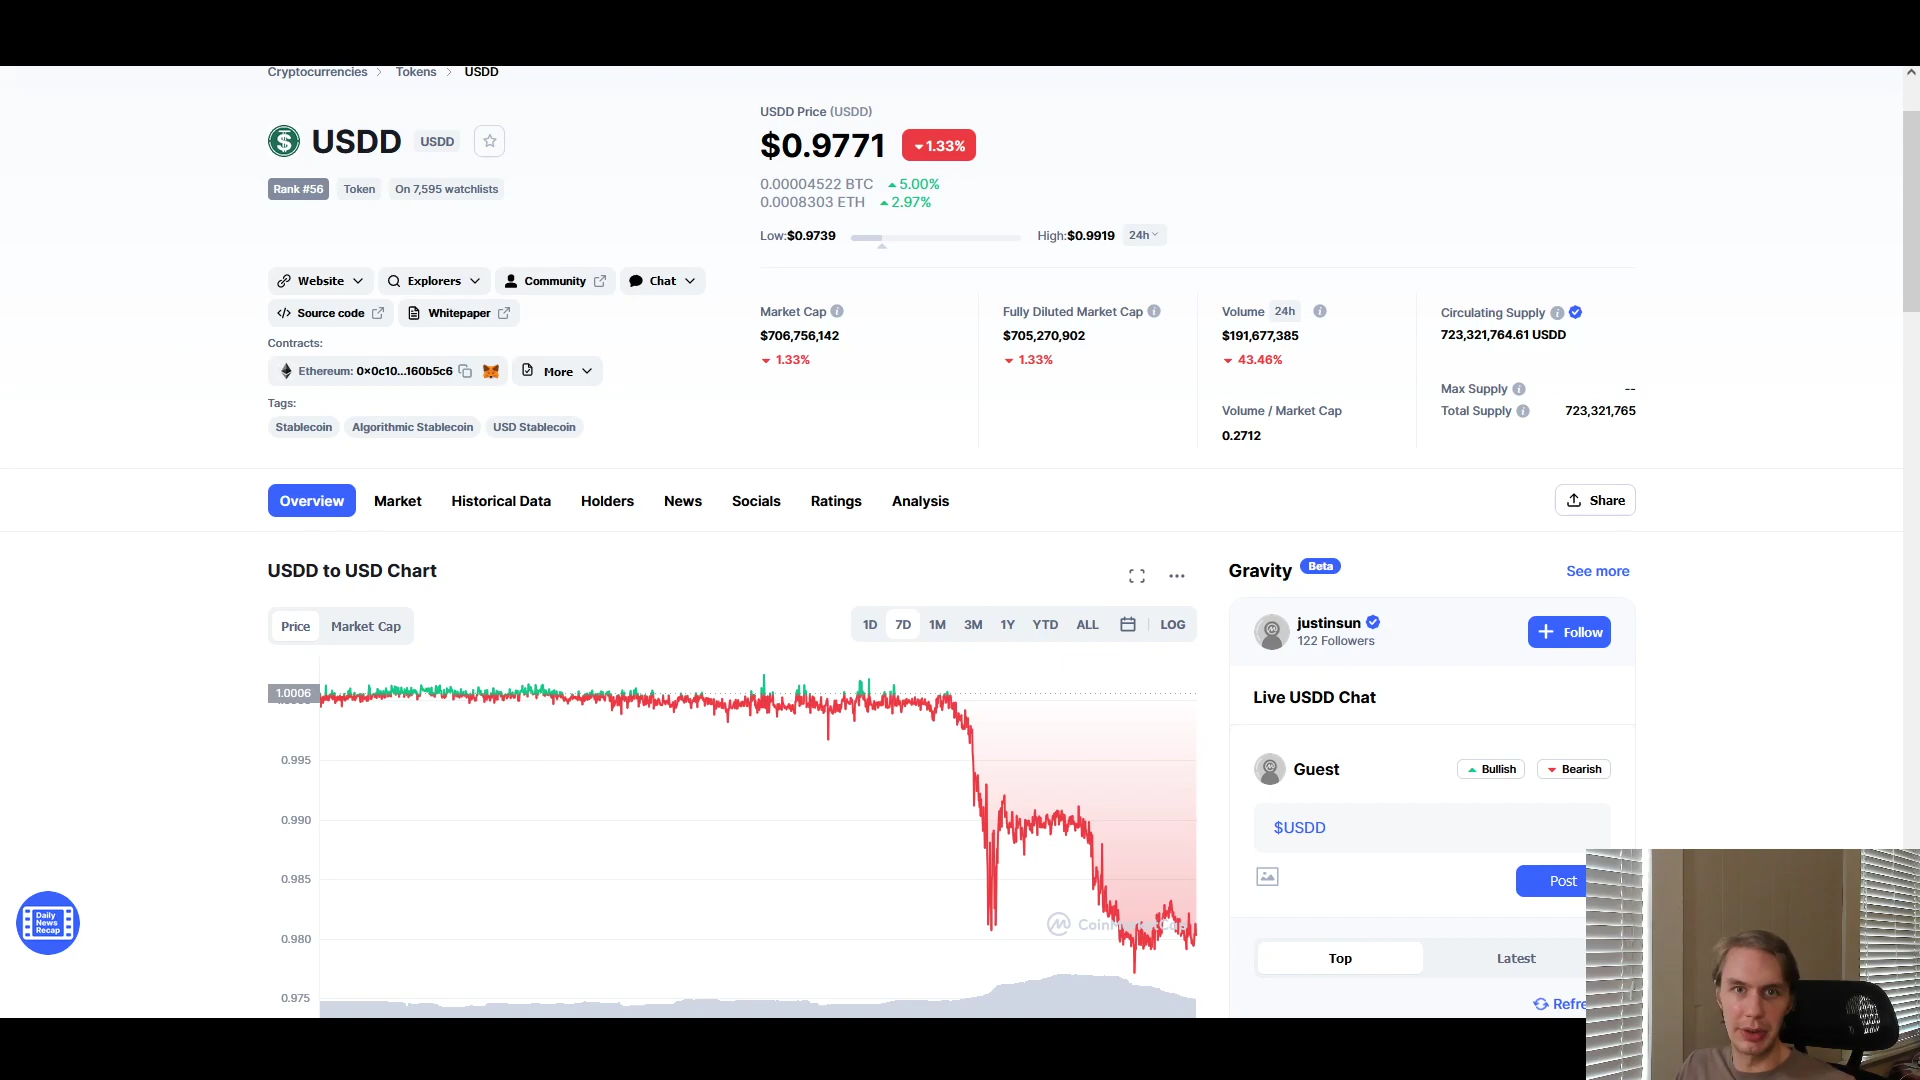 Cryptocurrencies > Tokens > USDD
USDD USDD
Rank #56 Token On 7,595 watchlists
Website Explorers Community Chat
Source code Whitepaper
Contracts:
Ethereum: 0x0c10...160b5c6 More
Tags:
Stablecoin Algorithmic Stablecoin USD Stablecoin
USDD Price (USDD)
$0.9771 1.33%
0.00004522 BTC 5.00%
0.0008303 ETH 2.97%
Low:$0.9739 High:$0.9919 24h
Market Cap
$706,756,142
1.33%
Fully Diluted Market Cap
$705,270,902
1.33%
Volume 24h
$191,677,385
43.46%
Volume / Market Cap
0.2712
Circulating Supply
723,321,764.61 USDD
Max Supply --
Total Supply 723,321,765
Overview Market Historical Data Holders News Socials Ratings Analysis Share
USDD to USD Chart
Price Market Cap 1D 7D 1M 3M 1Y YTD ALL LOG
1.0006
0.995
0.990
0.985
0.980
0.975
Gravity Beta See more
justinsun
122 Followers
+ Follow
Live USDD Chat
Guest Bullish Bearish
$USDD
Post
Top Latest
Refre
Daily
News
Recap